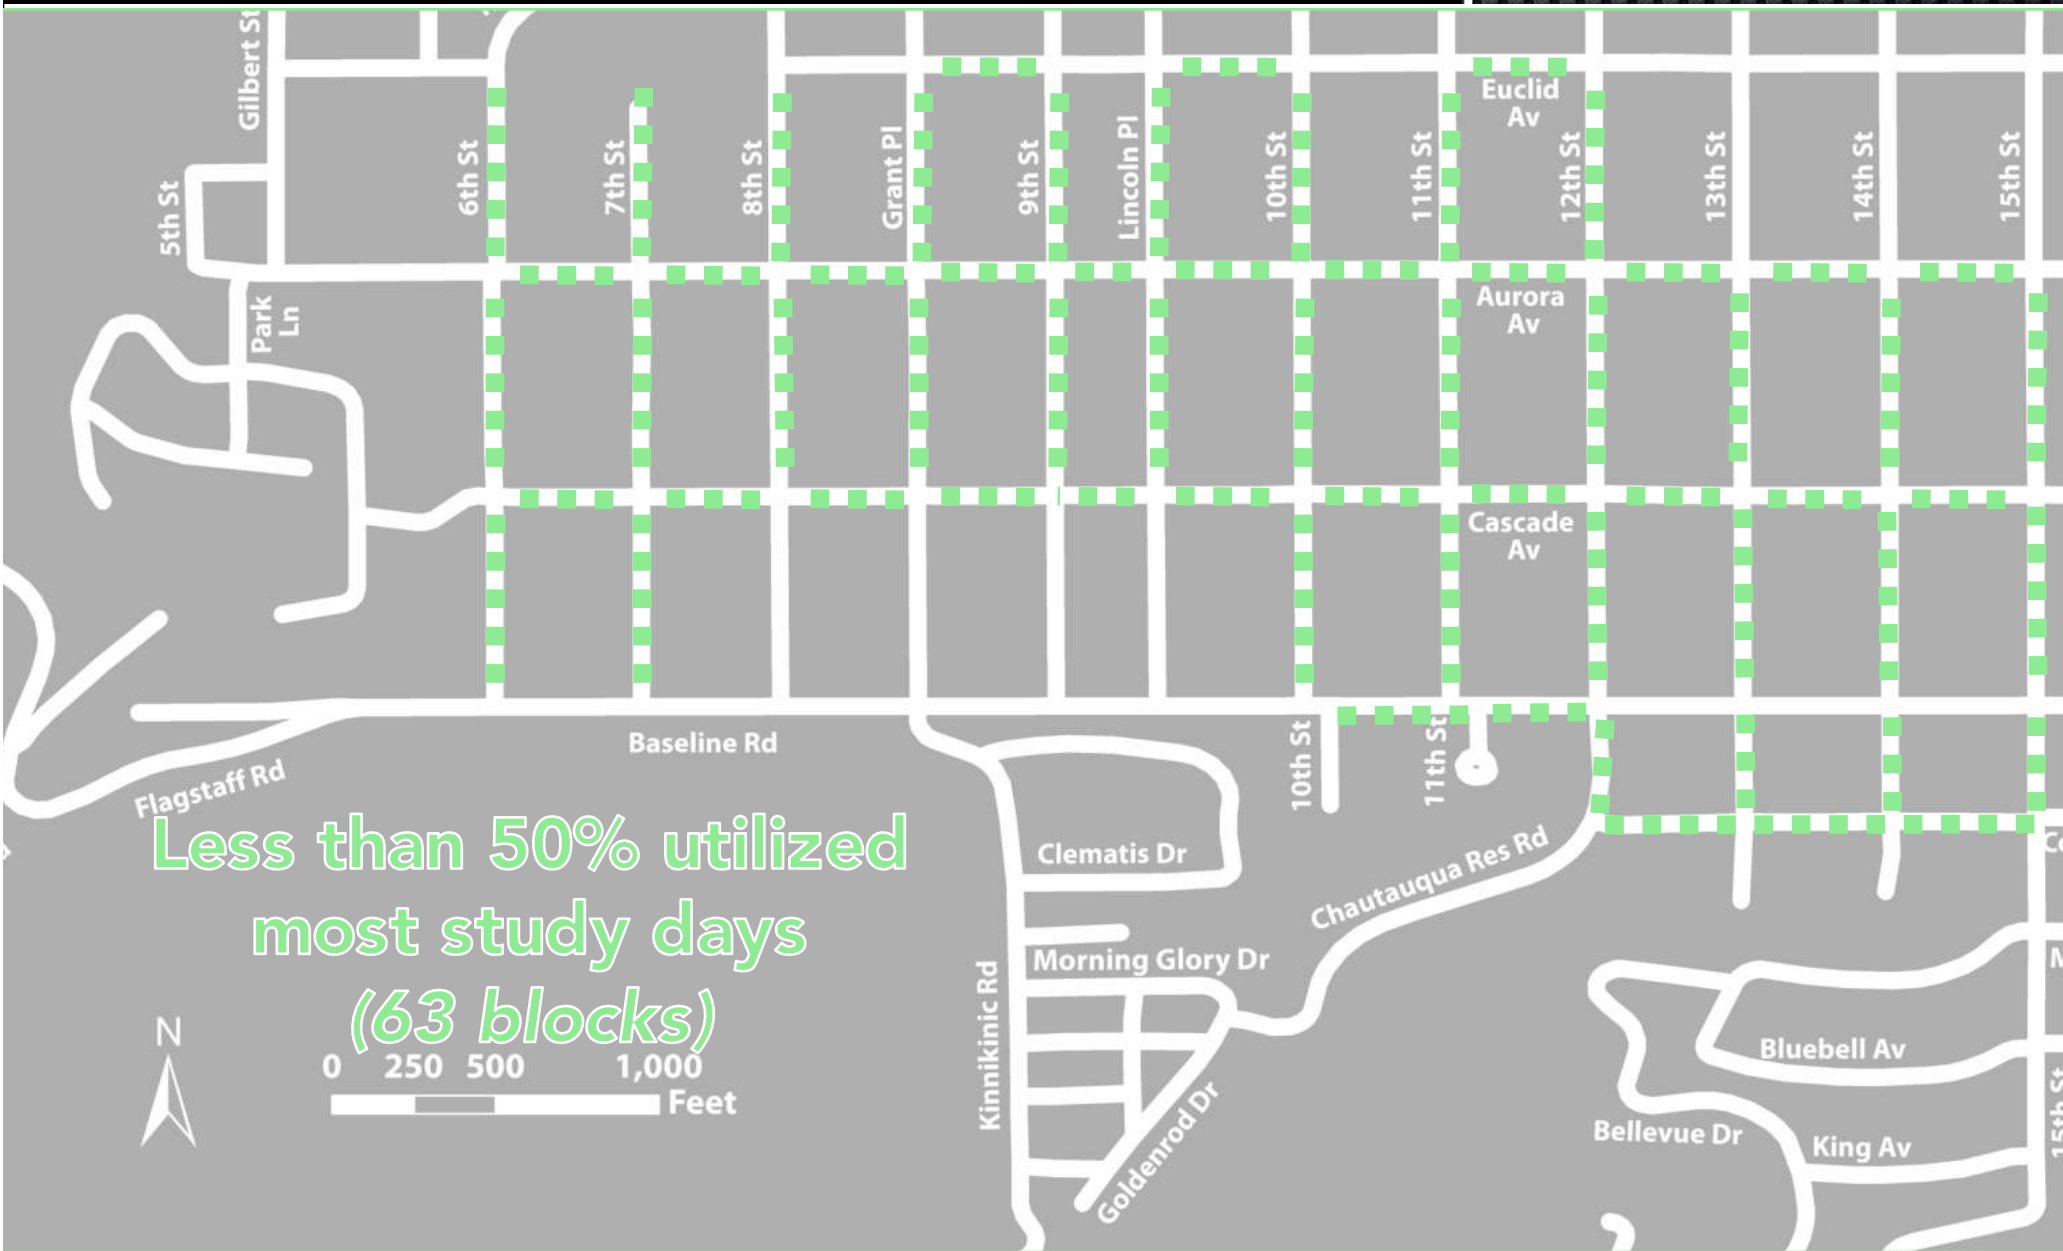 Gilbert St
5th St
6th St
7th St
8th St
Grant Pl
9th St
Lincoln Pl
10th St
11th St
Euclid
Av
12th St
13th St
14th St
15th St
Park
Ln
Aurora
Av
Cascade
Av
Baseline Rd
10th St
11th St
Flagstaff Rd
Less than 50% utilized
most study days
(63 blocks)
Clematis Dr
Chautauqua Res Rd
Morning Glory Dr
Kinnikinic Rd
Goldenrod Dr
Bluebell Av
Bellevue Dr
King Av
15th St
N
0 250 500 1,000
Feet